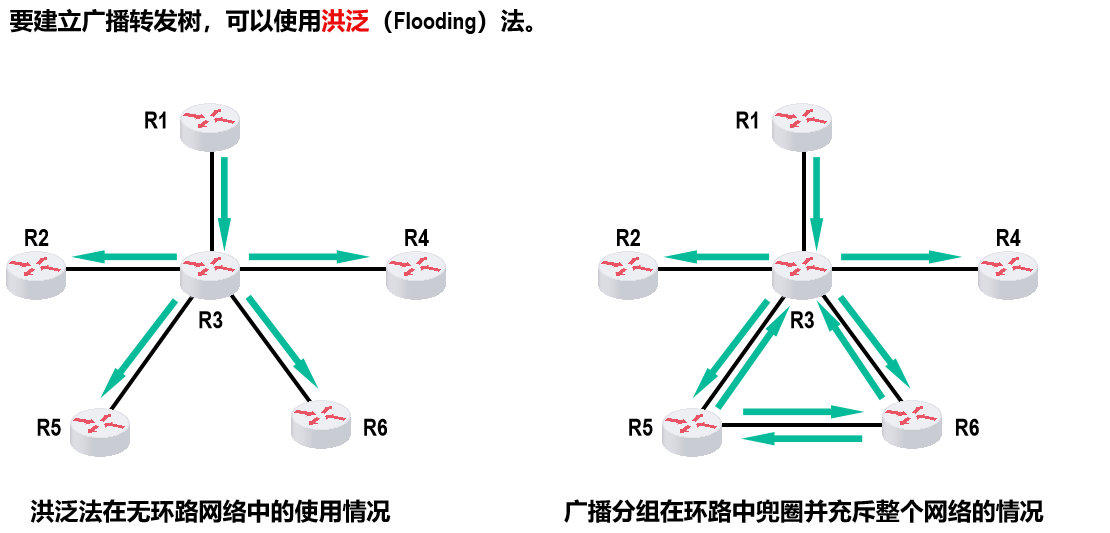 要建立广播转发树，可以使用洪泛（Flooding）法。
R1
R2
R4
R3
R5
R6
洪泛法在无环路网络中的使用情况
R1
R2
R4
R3
R5
R6
广播分组在环路中兜圈并充斥整个网络的情况